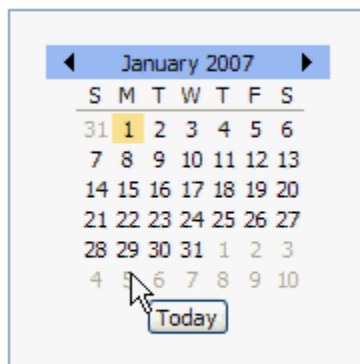 January 2007
S M T W T F S
31 1 2 3 4 5 6
7 8 9 10 11 12 13
14 15 16 17 18 19 20
21 22 23 24 25 26 27
28 29 30 31 1 2 3
4 5 6 7 8 9 10
Today